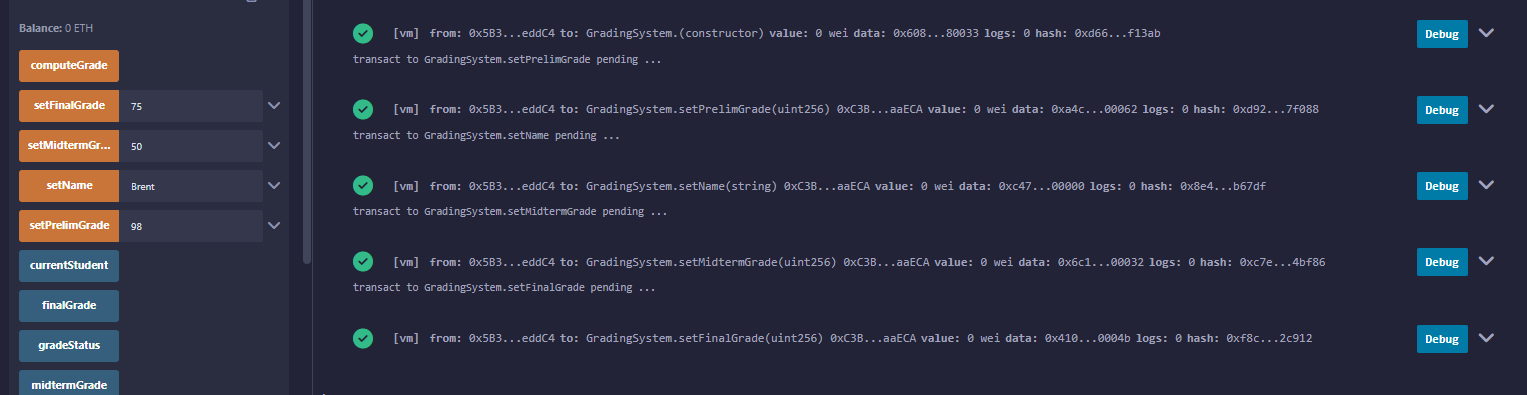 Balance: 0 ETH
computeGrade
setFinalGrade 75
setMidtermGr... 50
setName Brent
setPrelimGrade 98
currentStudent
finalGrade
gradeStatus
midtermGrade
[vm] from: 0x5B3...eddC4 to: GradingSystem.(constructor) value: 0 wei data: 0x608...80033 logs: 0 hash: 0xd66...f13ab Debug
transact to GradingSystem.setPrelimGrade pending ...
[vm] from: 0x5B3...eddC4 to: GradingSystem.setPrelimGrade(uint256) 0xC3B...aaECA value: 0 wei data: 0xa4c...00062 logs: 0 hash: 0xd92...7f088 Debug
transact to GradingSystem.setName pending ...
[vm] from: 0x5B3...eddC4 to: GradingSystem.setName(string) 0xC3B...aaECA value: 0 wei data: 0xc47...00000 logs: 0 hash: 0x8e4...b67df Debug
transact to GradingSystem.setMidtermGrade pending ...
[vm] from: 0x5B3...eddC4 to: GradingSystem.setMidtermGrade(uint256) 0xC3B...aaECA value: 0 wei data: 0x6c1...00032 logs: 0 hash: 0xc7e...4bf86 Debug
transact to GradingSystem.setFinalGrade pending ...
[vm] from: 0x5B3...eddC4 to: GradingSystem.setFinalGrade(uint256) 0xC3B...aaECA value: 0 wei data: 0x410...0004b logs: 0 hash: 0xf8c...2c912 Debug